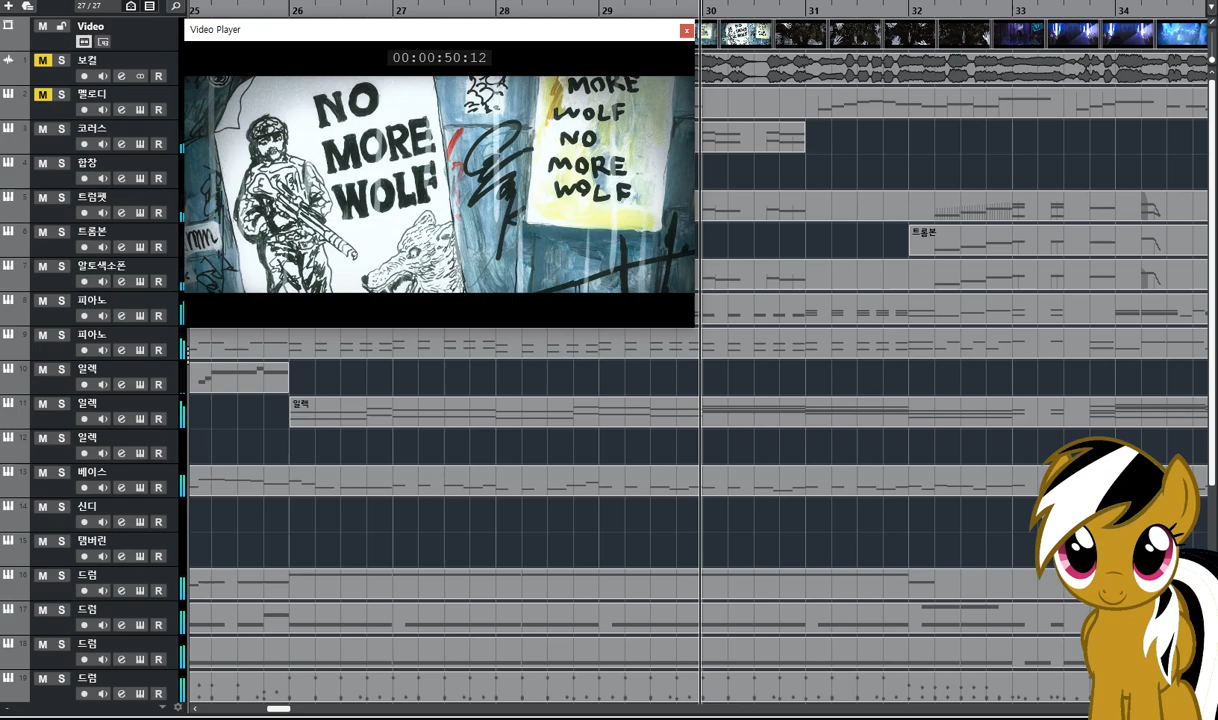 27 / 27
25
26
27
28
29
30
31
32
33
34
Video Player
x
00:00:50:12
NO
MORE
WOLF
MORE
WOLF
NO
MORE
WOLF
M S Video
1 M S 보컬
R
2 M S 멜로디
R
3 M S 코러스
R
4 M S 합창
R
5 M S 트럼펫
R
6 M S 트롬본
R
트롬본
7 M S 알토색소폰
R
8 M S 피아노
R
9 M S 피아노
R
10 M S 일렉
R
11 M S 일렉
R
일렉
12 M S 일렉
R
13 M S 베이스
R
14 M S 신디
R
15 M S 탬버린
R
16 M S 드럼
R
17 M S 드럼
R
18 M S 드럼
R
19 M S 드럼
R